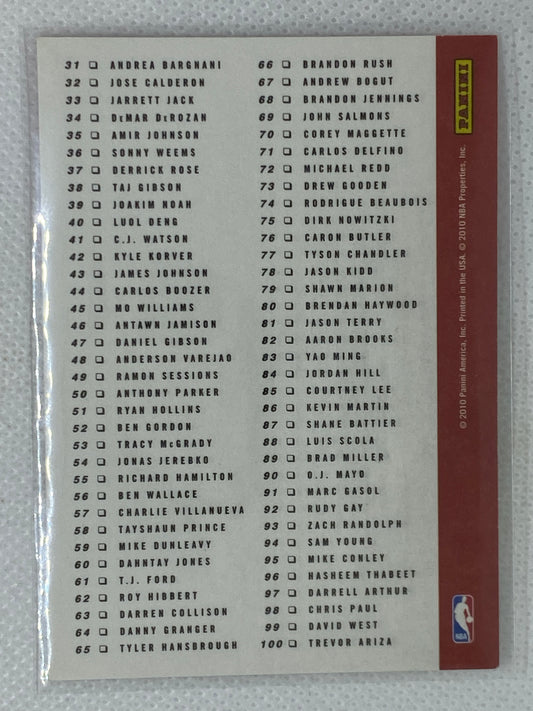 31 ANDREA BARGNANI
32 JOSE CALDERON
33 JARRETT JACK
34 DeMAR DeROZAN
35 AMIR JOHNSON
36 SONNY WEEMS
37 DERRICK ROSE
38 TAJ GIBSON
39 JOAKIM NOAH
40 LUOL DENG
41 C.J. WATSON
42 KYLE KORVER
43 JAMES JOHNSON
44 CARLOS BOOZER
45 MO WILLIAMS
46 ANTAWN JAMISON
47 DANIEL GIBSON
48 ANDERSON VAREJAO
49 RAMON SESSIONS
50 ANTHONY PARKER
51 RYAN HOLLINS
52 BEN GORDON
53 TRACY McGRADY
54 JONAS JEREBKO
55 RICHARD HAMILTON
56 BEN WALLACE
57 CHARLIE VILLANUEVA
58 TAYSHAUN PRINCE
59 MIKE DUNLEAVY
60 DAHNTAY JONES
61 T.J. FORD
62 ROY HIBBERT
63 DARREN COLLISON
64 DANNY GRANGER
65 TYLER HANSBROUGH
66 BRANDON RUSH
67 ANDREW BOGUT
68 BRANDON JENNINGS
69 JOHN SALMONS
70 COREY MAGGETTE
71 CARLOS DELFINO
72 MICHAEL REDD
73 DREW GOODEN
74 RODRIGUE BEAUBOIS
75 DIRK NOWITZKI
76 CARON BUTLER
77 TYSON CHANDLER
78 JASON KIDD
79 SHAWN MARION
80 BRENDAN HAYWOOD
81 JASON TERRY
82 AARON BROOKS
83 YAO MING
84 JORDAN HILL
85 COURTNEY LEE
86 KEVIN MARTIN
87 SHANE BATTIER
88 LUIS SCOLA
89 BRAD MILLER
90 O.J. MAYO
91 MARC GASOL
92 RUDY GAY
93 ZACH RANDOLPH
94 SAM YOUNG
95 MIKE CONLEY
96 HASHEEM THABEET
97 DARRELL ARTHUR
98 CHRIS PAUL
99 DAVID WEST
100 TREVOR ARIZA
PANINI
© 2010 Panini America, Inc. Printed in the USA. © 2010 NBA Properties, Inc.
NBA